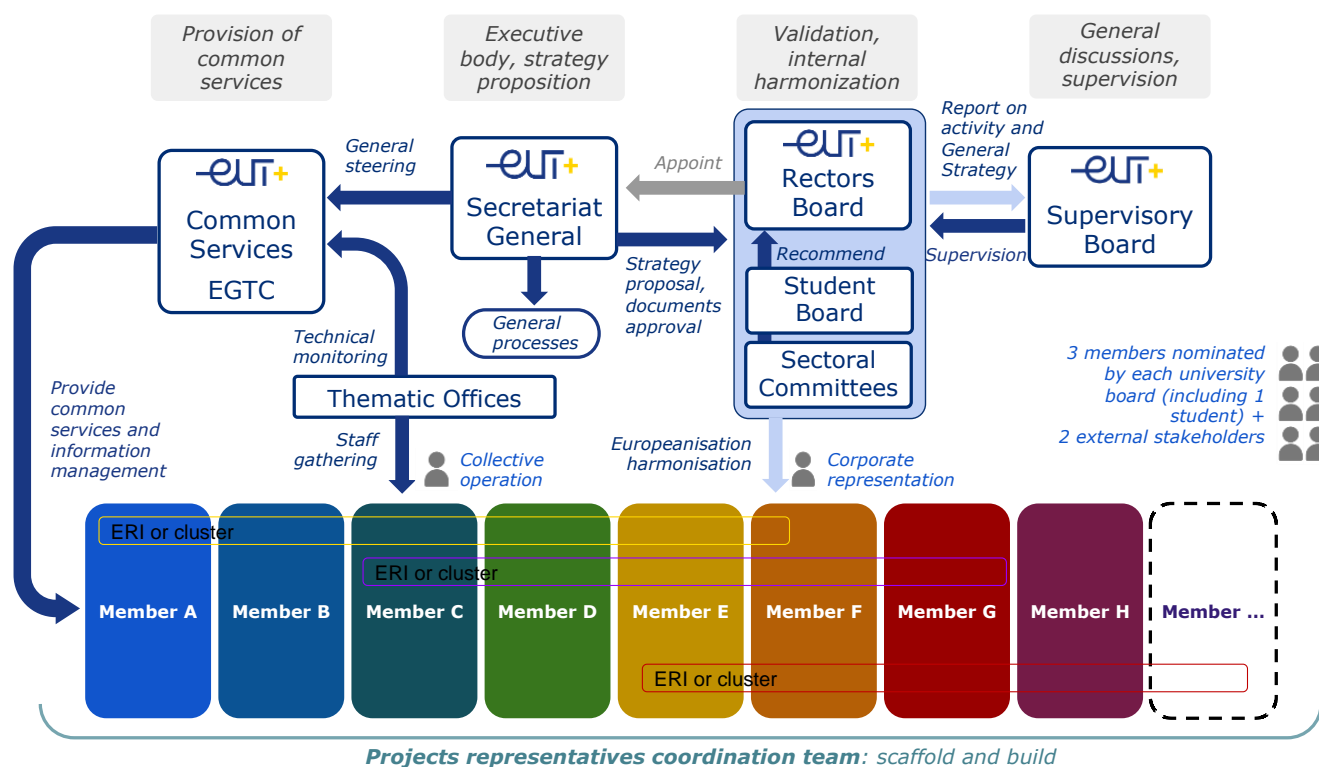 Provision of
common
services
Executive
body, strategy
proposition
Validation,
internal
harmonization
General
discussions,
supervision
General
steering
Appoint
Report on
activity and
General
Strategy
EUT+
Common
Services
EGTC
EUT+
Secretariat
General
EUT+
Rectors
Board
EUT+
Supervisory
Board
Recommend
Supervision
Student
Board
Sectoral
Committees
Strategy
proposal,
documents
approval
General
processes
Technical
monitoring
Thematic Offices
3 members nominated
by each university
board (including 1
student) +
2 external stakeholders
Provide
common
services and
information
management
Staff
gathering
Collective
operation
Europeanisation
harmonisation
Corporate
representation
ERI or cluster
ERI or cluster
Member A
Member B
Member C
Member D
Member E
Member F
Member G
Member H
Member ...
ERI or cluster
Projects representatives coordination team: scaffold and build